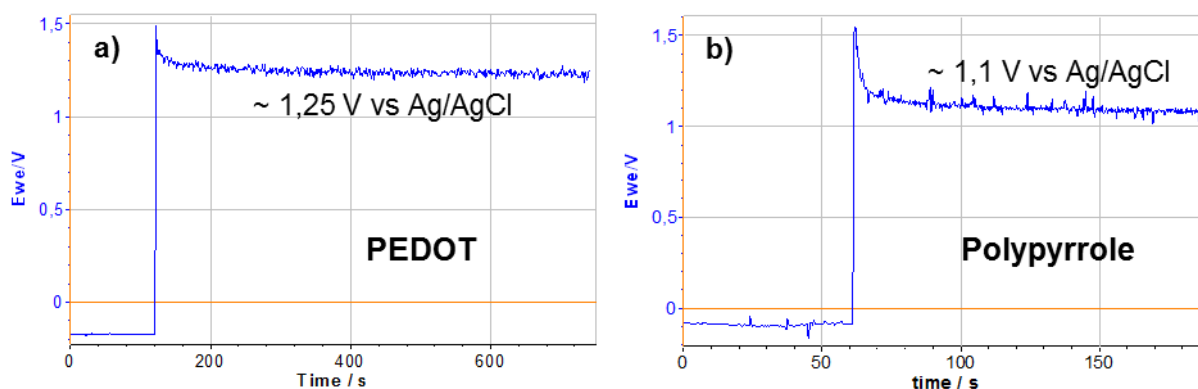 a)
1,5
1
0,5
0
Ewe/V
~ 1,25 V vs Ag/AgCl
PEDOT
0
200
400
600
Time / s
b)
1,5
1
0,5
0
Ewe/V
~ 1,1 V vs Ag/AgCl
Polypyrrole
0
50
100
150
time / s